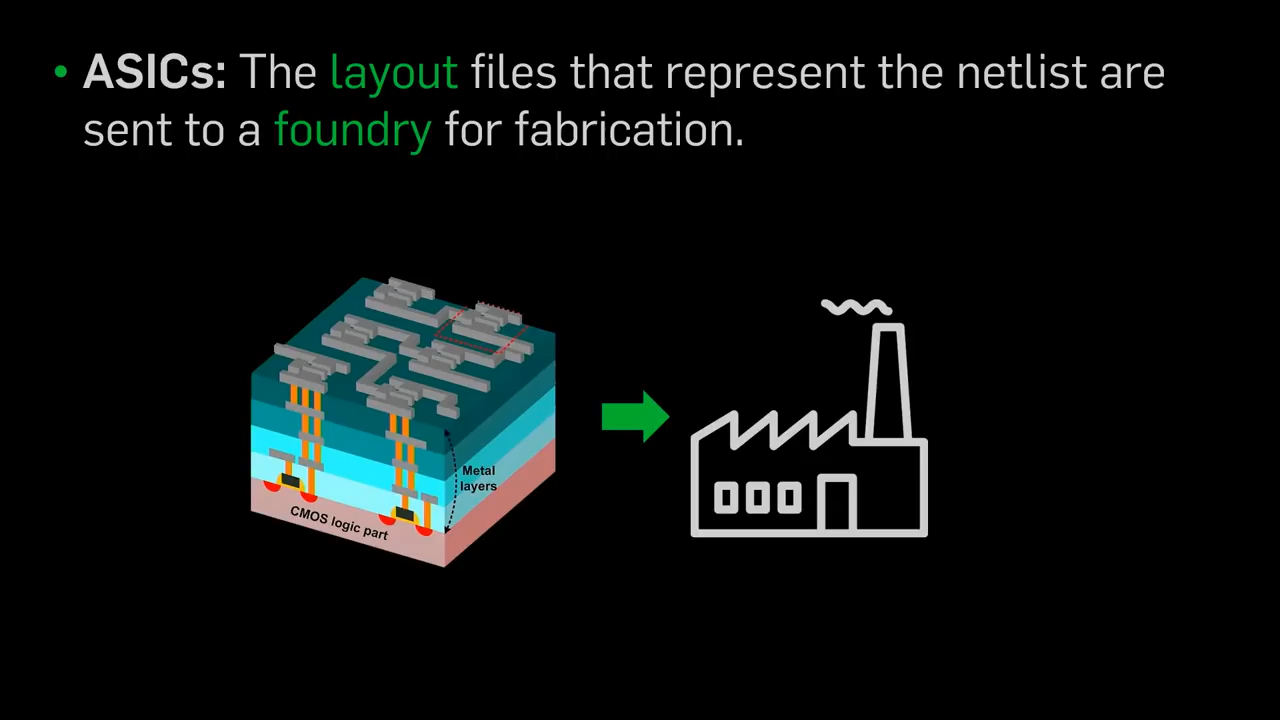 • ASICs: The layout files that represent the netlist are
sent to a foundry for fabrication.
Metal
layers
CMOS logic part